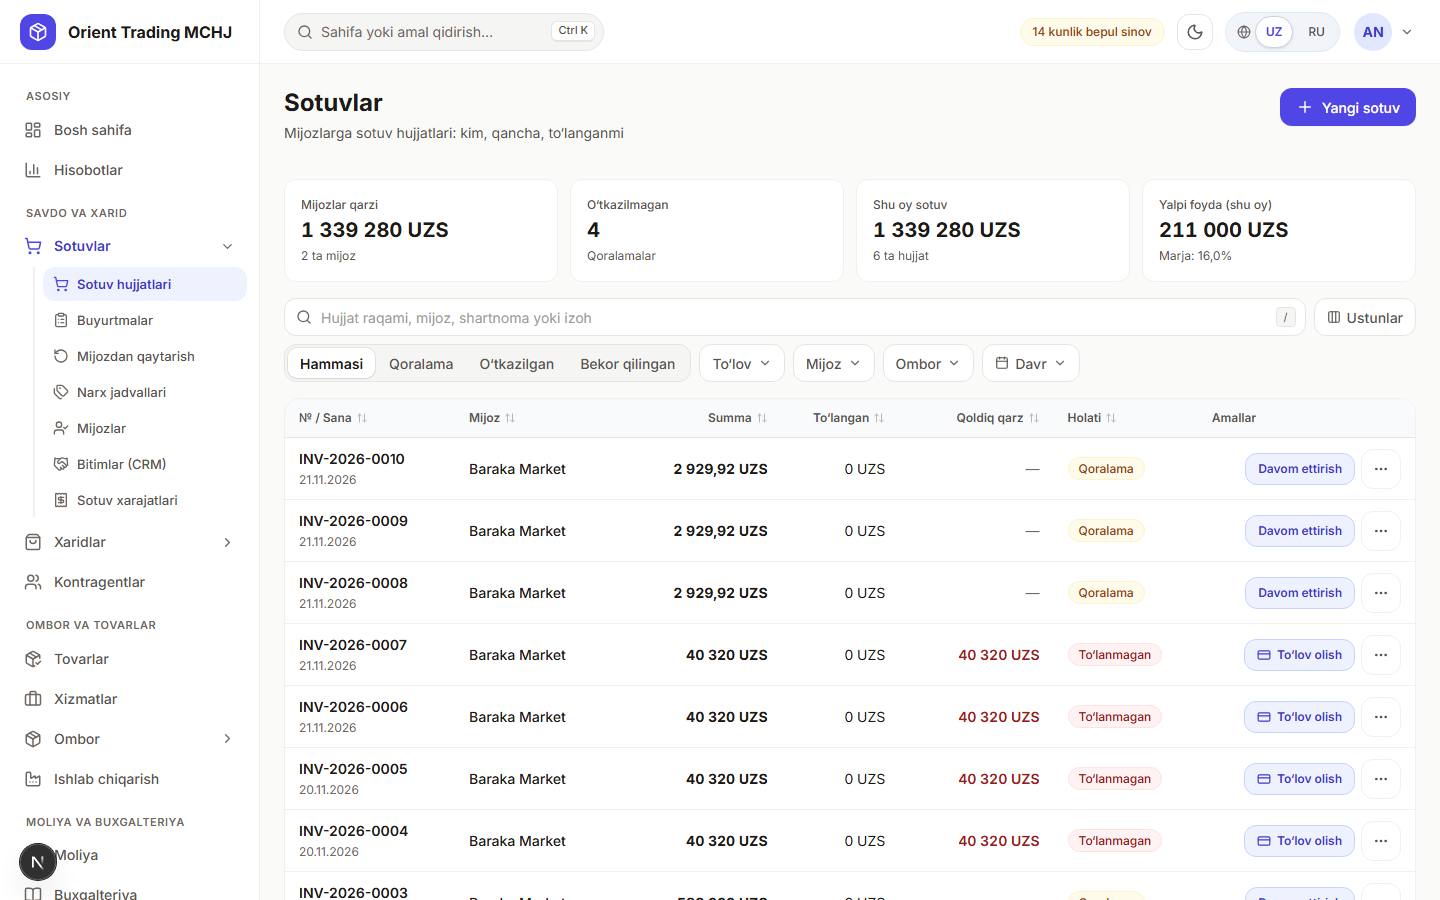 Orient Trading MCHJ
Sahifa yoki amal qidirish...
Ctrl K
14 kunlik bepul sinov
UZ
RU
AN
ASOSIY
Bosh sahifa
Hisobotlar
SAVDO VA XARID
Sotuvlar
Sotuv hujjatlari
Buyurtmalar
Mijozdan qaytarish
Narx jadvallari
Mijozlar
Bitimlar (CRM)
Sotuv xarajatlari
Xaridlar
Kontragentlar
OMBOR VA TOVARLAR
Tovarlar
Xizmatlar
Ombor
Ishlab chiqarish
MOLIYA VA BUXGALTERIYA
N
Moliya
Buxgalteriya
Sotuvlar
Mijozlarga sotuv hujjatlari: kim, qancha, to‘langanmi
Yangi sotuv
Mijozlar qarzi
1 339 280 UZS
2 ta mijoz
O‘tkazilmagan
4
Qoralamalar
Shu oy sotuv
1 339 280 UZS
6 ta hujjat
Yalpi foyda (shu oy)
211 000 UZS
Marja: 16,0%
Hujjat raqami, mijoz, shartnoma yoki izoh
/
Ustunlar
Hammasi Qoralama O‘tkazilgan Bekor qilingan To‘lov Mijoz Ombor Davr
№ / Sana Mijoz Summa To‘langan Qoldiq qarz Holati Amallar
INV-2026-0010
21.11.2026
Baraka Market 2 929,92 UZS 0 UZS — Qoralama Davom ettirish ...
INV-2026-0009
21.11.2026
Baraka Market 2 929,92 UZS 0 UZS — Qoralama Davom ettirish ...
INV-2026-0008
21.11.2026
Baraka Market 2 929,92 UZS 0 UZS — Qoralama Davom ettirish ...
INV-2026-0007
21.11.2026
Baraka Market 40 320 UZS 0 UZS 40 320 UZS To‘lanmagan To‘lov olish ...
INV-2026-0006
21.11.2026
Baraka Market 40 320 UZS 0 UZS 40 320 UZS To‘lanmagan To‘lov olish ...
INV-2026-0005
20.11.2026
Baraka Market 40 320 UZS 0 UZS 40 320 UZS To‘lanmagan To‘lov olish ...
INV-2026-0004
20.11.2026
Baraka Market 40 320 UZS 0 UZS 40 320 UZS To‘lanmagan To‘lov olish ...
INV-2026-0003